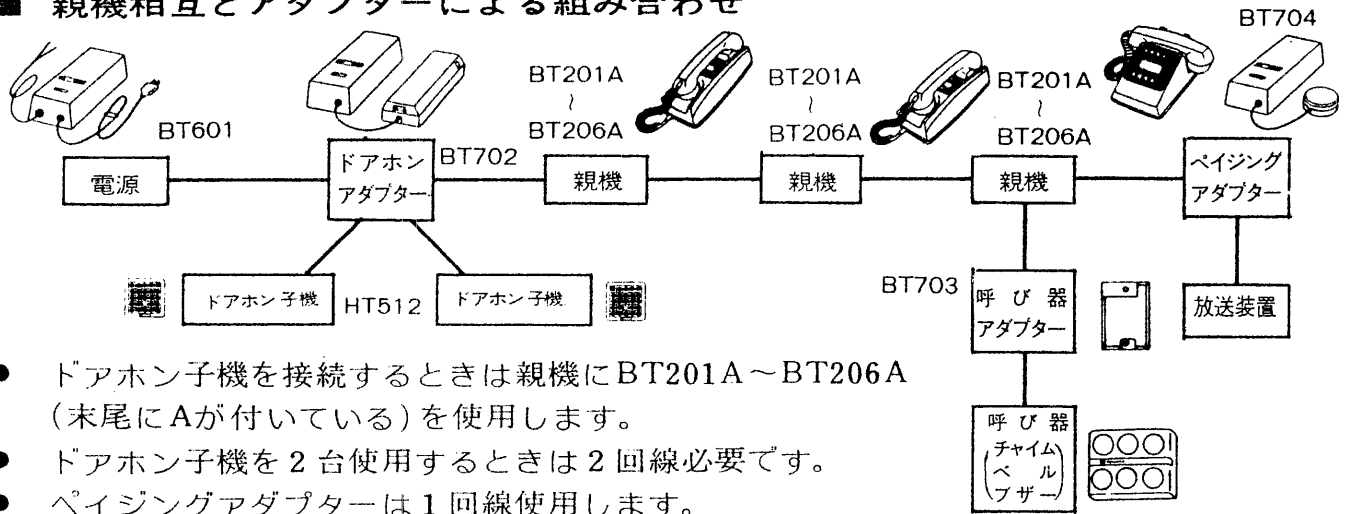 ■ 親機相互とアダプターによる組み合わせ
BT704
BT601
BT201A
〜
BT206A
BT201A
〜
BT206A
BT201A
〜
BT206A
電源
ドアホン
アダプター
BT702
親機
親機
親機
ペイジング
アダプター
ドアホン子機
HT512
ドアホン子機
BT703
呼び器
アダプター
放送装置
呼び器
(チャイム
ベル
ブザー)
● ドアホン子機を接続するときは親機にBT201A〜BT206A
(末尾にAが付いている)を使用します。
● ドアホン子機を2台使用するときは2回線必要です。
● ペイジングアダプターは1回線使用します。